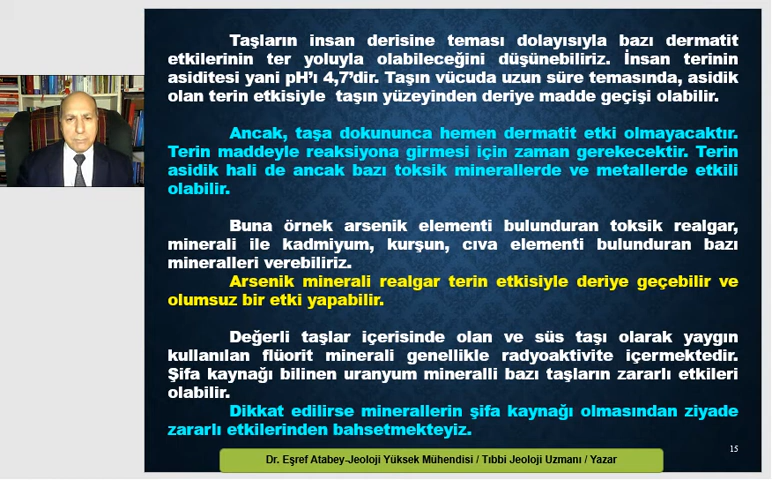 Taşların insan derisine teması dolayısıyla bazı dermatit
etkilerinin ter yoluyla olabileceğini düşünebiliriz. İnsan terinin
asiditesi yani pH’ı 4,7’dir. Taşın vücuda uzun süre temasında, asidik
olan terin etkisiyle taşın yüzeyinden deriye madde geçişi olabilir.
Ancak, taşa dokununca hemen dermatit etki olmayacaktır.
Terin maddeyle reaksiyona girmesi için zaman gerekecektir. Terin
asidik hali de ancak bazı toksik minerallerde ve metallerde etkili
olabilir.
Buna örnek arsenik elementi bulunduran toksik realgar,
minerali ile kadmiyum, kurşun, cıva elementi bulunduran bazı
mineralleri verebiliriz.
Arsenik minerali realgar terin etkisiyle deriye geçebilir ve
olumsuz bir etki yapabilir.
Değerli taşlar içerisinde olan ve süs taşı olarak yaygın
kullanılan flüorit minerali genellikle radyoaktivite içermektedir.
Şifa kaynağı bilinen uranyum mineralli bazı taşların zararlı etkileri
olabilir.
Dikkat edilirse minerallerin şifa kaynağı olmasından ziyade
zararlı etkilerinden bahsetmekteyiz.
15
Dr. Eşref Atabey-Jeoloji Yüksek Mühendisi / Tıbbi Jeoloji Uzmanı / Yazar